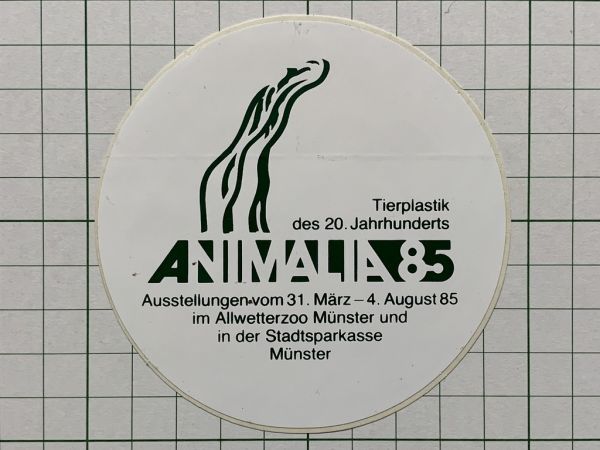 Tierplastik
des 20. Jahrhunderts
ANIMALIA 85
Ausstellungen vom 31. März – 4. August 85
im Allwetterzoo Münster und
in der Stadtsparkasse
Münster